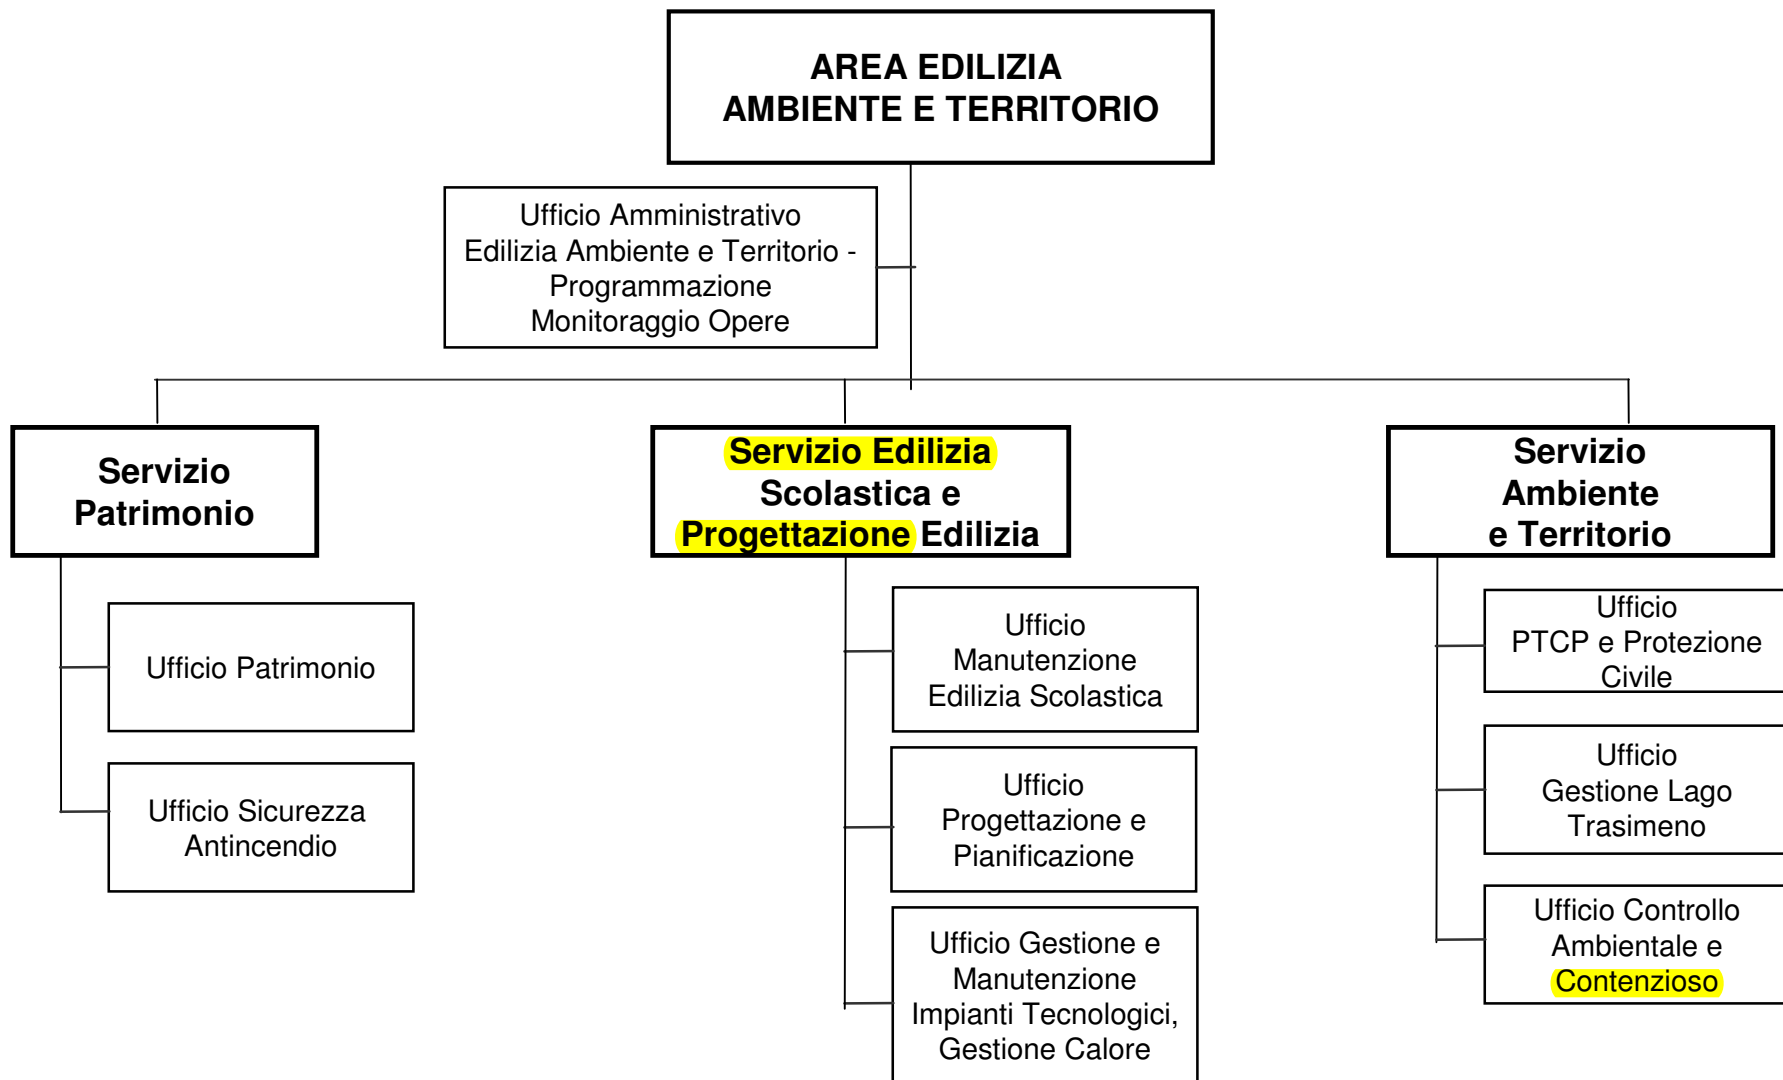 AREA EDILIZIA
AMBIENTE E TERRITORIO
Ufficio Amministrativo
Edilizia Ambiente e Territorio -
Programmazione
Monitoraggio Opere
Servizio
Patrimonio
Ufficio Patrimonio
Ufficio Sicurezza
Antincendio
Servizio Edilizia
Scolastica e
Progettazione Edilizia
Ufficio
Manutenzione
Edilizia Scolastica
Ufficio
Progettazione e
Pianificazione
Ufficio Gestione e
Manutenzione
Impianti Tecnologici,
Gestione Calore
Servizio
Ambiente
e Territorio
Ufficio
PTCP e Protezione
Civile
Ufficio
Gestione Lago
Trasimeno
Ufficio Controllo
Ambientale e
Contenzioso